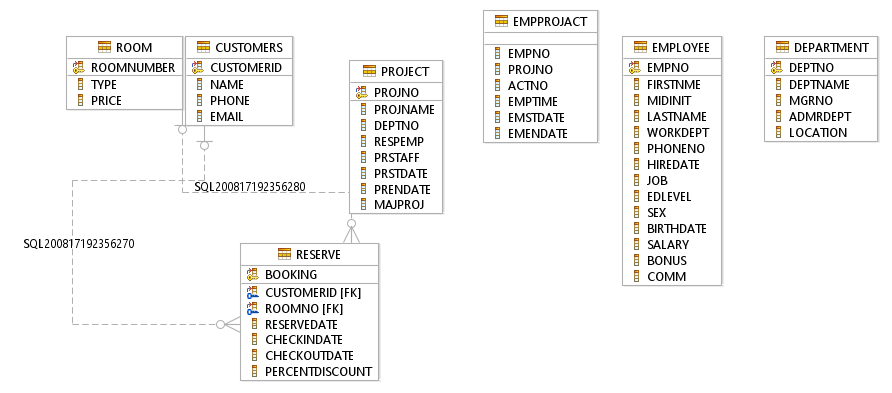 ROOM
ROOMNUMBER
TYPE
PRICE
CUSTOMERS
CUSTOMERID
NAME
PHONE
EMAIL
PROJECT
PROJNO
PROJNAME
DEPTNO
RESPEMP
PRSTAFF
PRSTDATE
PRENDATE
MAJPROJ
EMPPROJACT
EMPNO
PROJNO
ACTNO
EMPTIME
EMSTDATE
EMENDATE
EMPLOYEE
EMPNO
FIRSTNME
MIDINIT
LASTNAME
WORKDEPT
PHONENO
HIREDATE
JOB
EDLEVEL
SEX
BIRTHDATE
SALARY
BONUS
COMM
DEPARTMENT
DEPTNO
DEPTNAME
MGRNO
ADMRDEPT
LOCATION
SQL200817192356280
SQL200817192356270
RESERVE
BOOKING
CUSTOMERID [FK]
ROOMNO [FK]
RESERVEDATE
CHECKINDATE
CHECKOUTDATE
PERCENTDISCOUNT